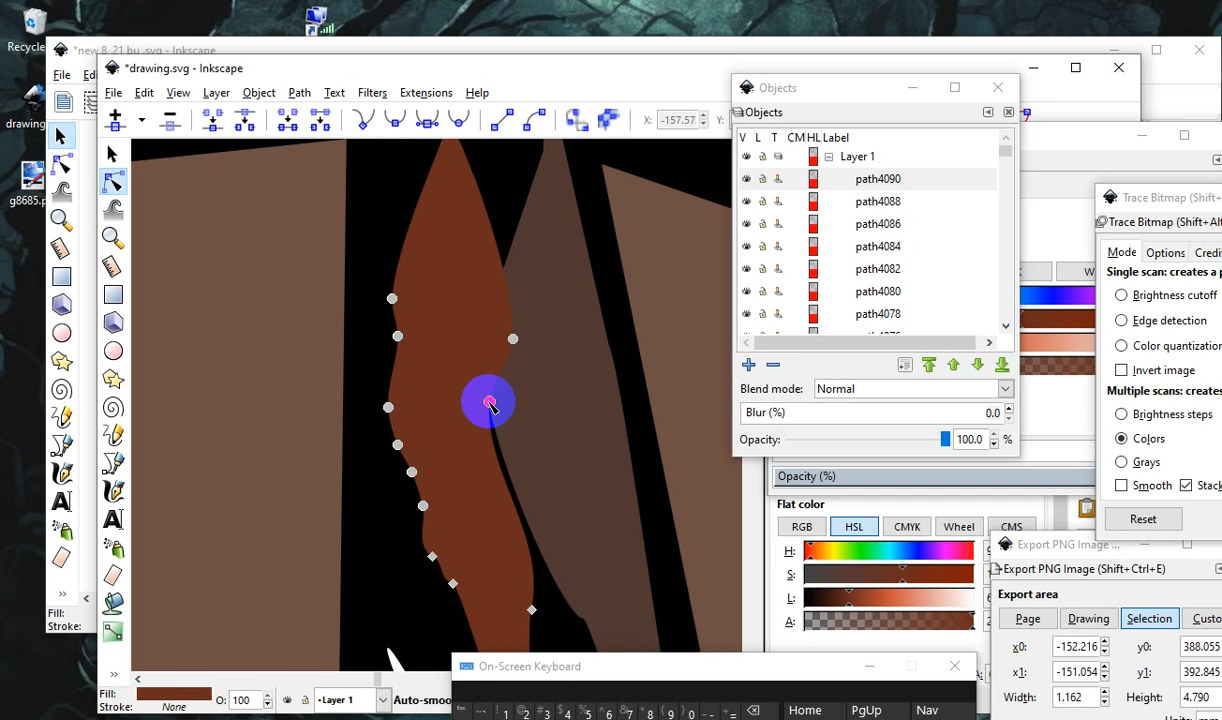 Recycle
*new 8_21 bu .svg - Inkscape
File
Ed
*drawing.svg - Inkscape
File Edit View Layer Object Path Text Filters Extensions Help
X: -157.57 Y:
drawing
g8685.p
Objects
Objects
V L T CM HL Label
Layer 1
path4090
path4088
path4086
path4084
path4082
path4080
path4078
Blend mode: Normal
Blur (%) 0.0
Opacity: 100.0 %
Opacity (%)
Flat color
RGB HSL CMYK Wheel CMS
H:
S:
L:
A:
Trace Bitmap (Shift+
Trace Bitmap (Shift+Alt
Mode Options Credi
Single scan: creates a p
Brightness cutoff
Edge detection
Color quantization
Invert image
Multiple scans: creates
Brightness steps
Colors
Grays
Smooth Stack
Reset
Export PNG Image ...
Export PNG Image (Shift+Ctrl+E)
Export area
Page Drawing Selection Custo
x0: -152.216 y0: 388.055
x1: -151.054 y1: 392.845
Width: 1.162 Height: 4.790
Fill:
Stroke:
Fill:
Stroke: None
O: 100
Layer 1
Auto-smoo
On-Screen Keyboard
Home PgUp Nav